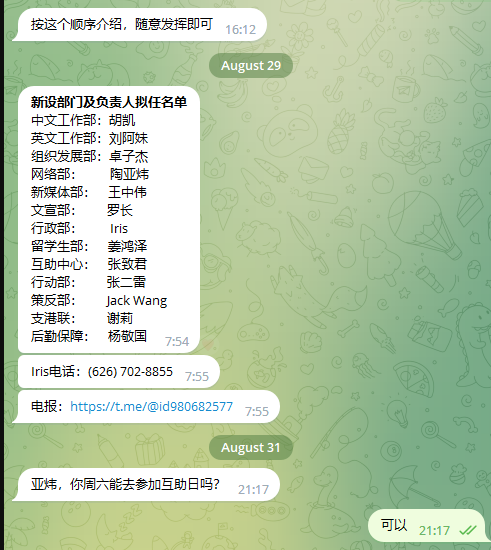 按这个顺序介绍，随意发挥即可 16:12
August 29
新设部门及负责人拟任名单
中文工作部：胡凯
英文工作部：刘阿妹
组织发展部：卓子杰
网络部： 陶亚炜
新媒体部： 王中伟
文宣部： 罗长
行政部： Iris
留学生部： 姜鸿泽
互助中心： 张致君
行动部： 张二雷
策反部： Jack Wang
支港联： 谢莉
后勤保障： 杨敬国 7:54
Iris电话：(626) 702-8855 7:55
电报：https://t.me/@id980682577 7:55
August 31
亚炜，你周六能去参加互助日吗？ 21:17
可以 21:17